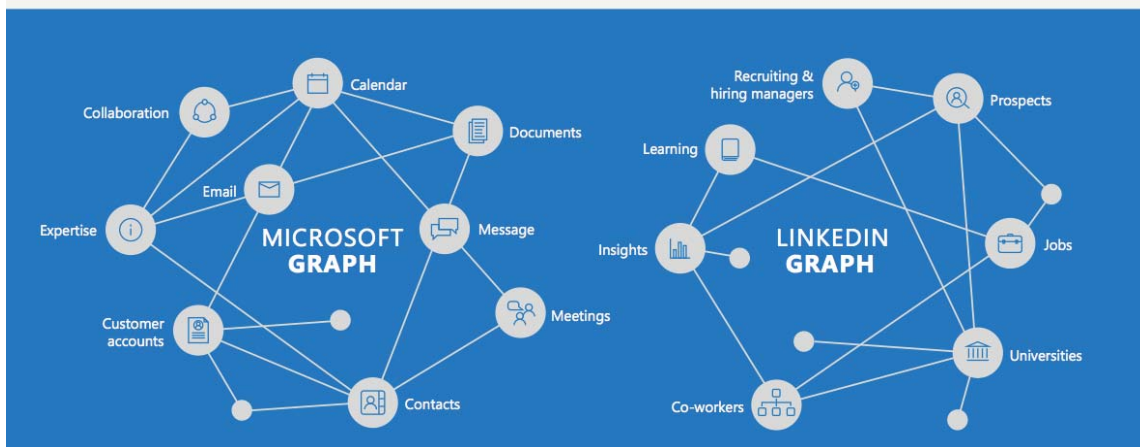 Calendar
Collaboration
Documents
Email
Expertise
MICROSOFT
GRAPH
Message
Customer
accounts
Meetings
Contacts
Recruiting &
hiring managers
Prospects
Learning
Insights
LINKEDIN
GRAPH
Jobs
Universities
Co-workers